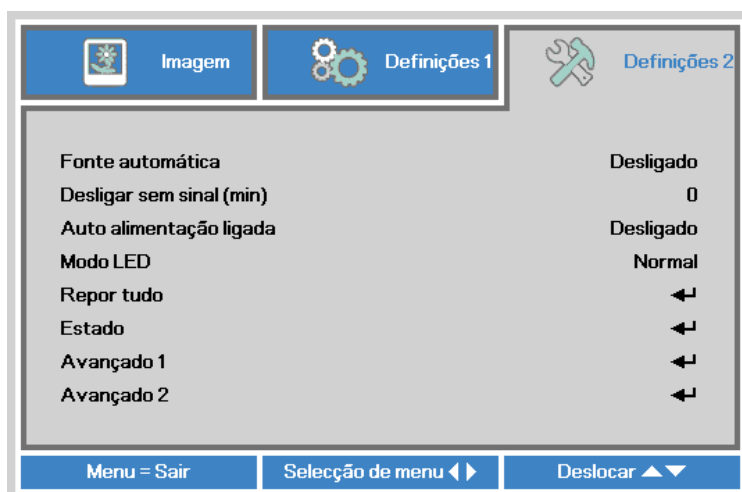 Imagem
Definições 1
Definições 2
Fonte automática Desligado
Desligar sem sinal (min) 0
Auto alimentação ligada Desligado
Modo LED Normal
Repor tudo
Estado
Avançado 1
Avançado 2
Menu = Sair
Selecção de menu
Deslocar